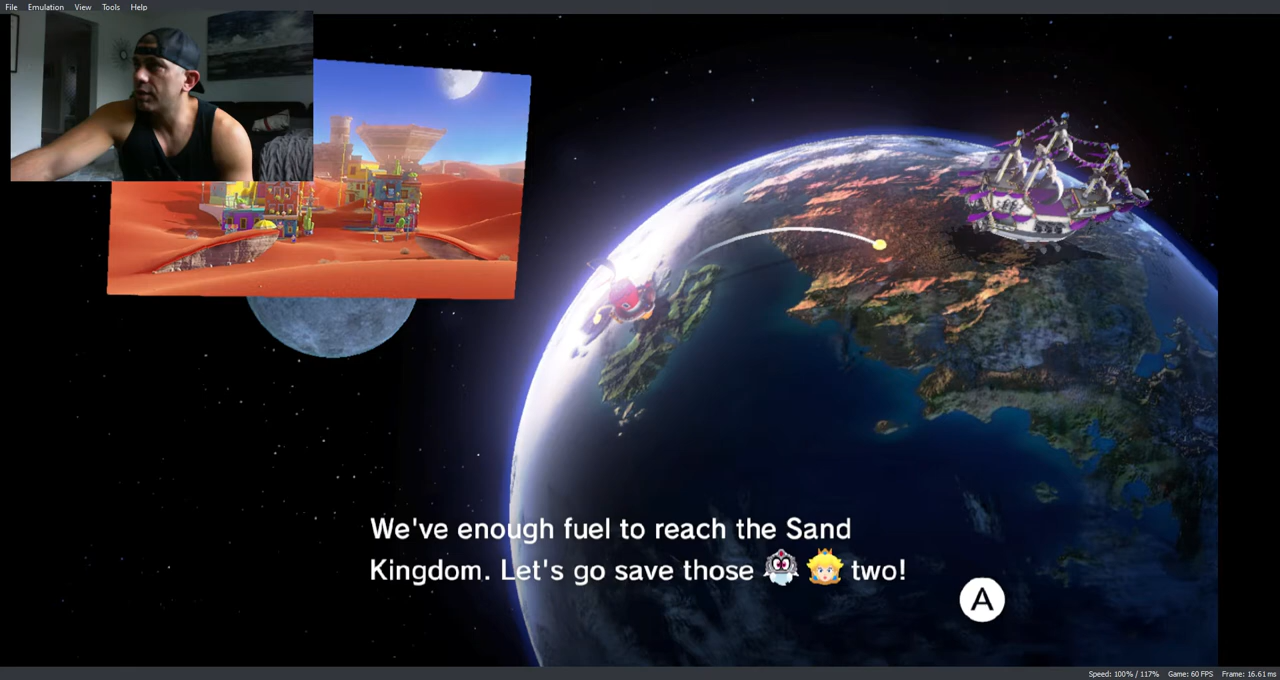 File Emulation View Tools Help
We've enough fuel to reach the Sand
Kingdom. Let's go save those two!
A
Speed: 100% / 117% Game: 60 FPS Frame: 16.61 ms